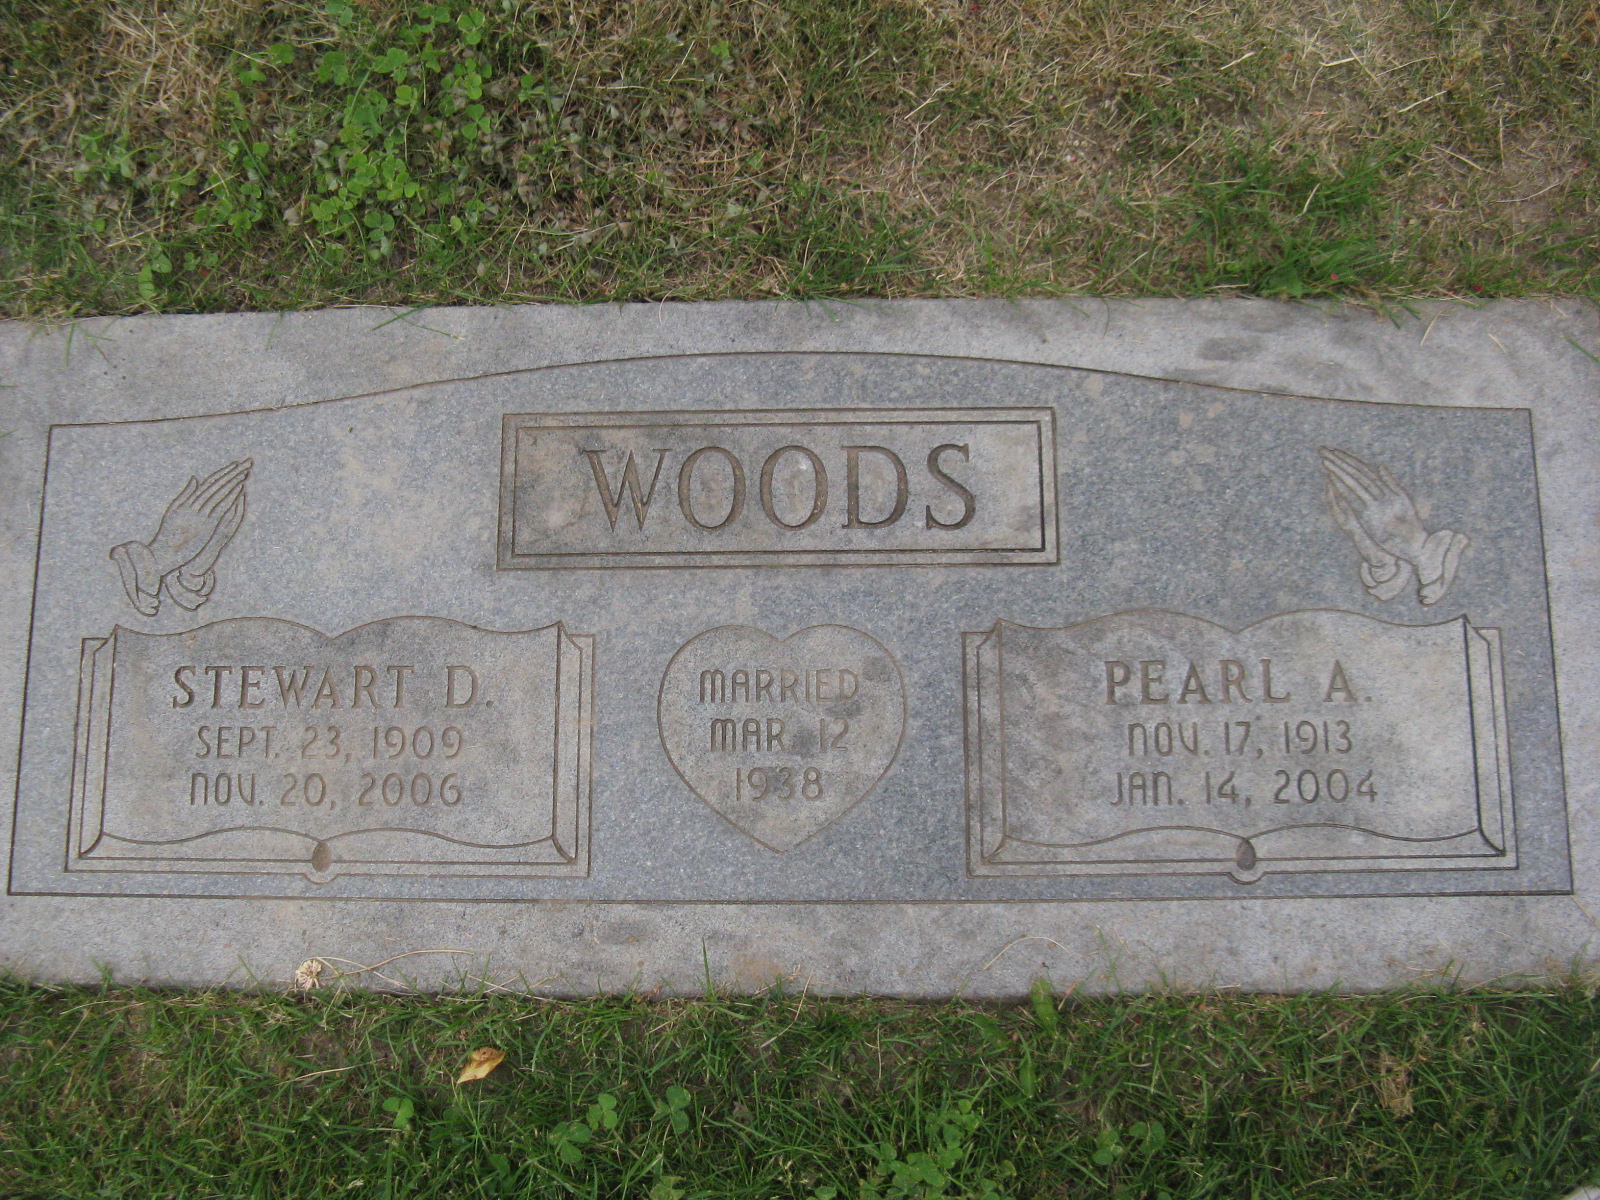 WOODS
STEWART D.
SEPT. 23, 1909
NOV. 20, 2006
MARRIED
MAR. 12
1938
PEARL A.
NOV. 17, 1913
JAN. 14, 2004